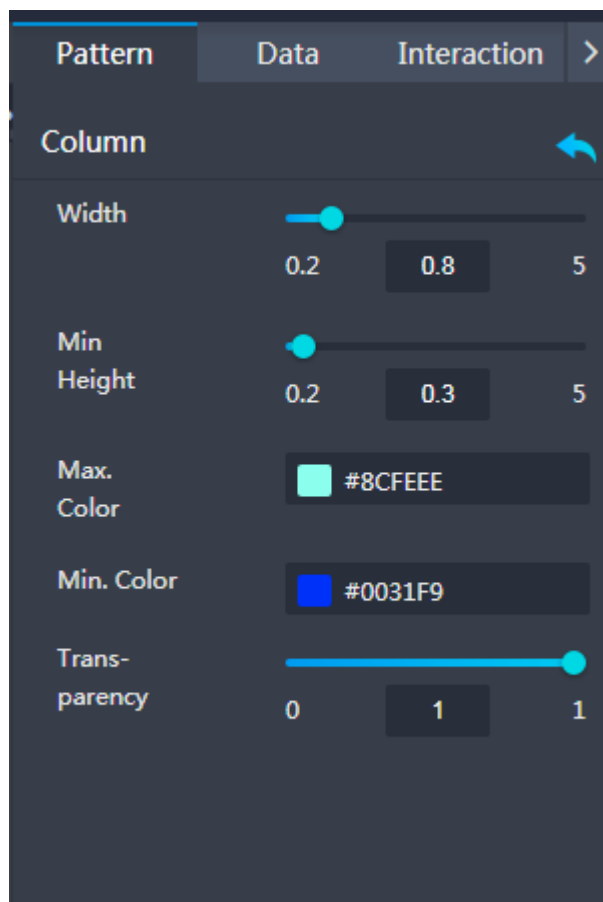 Pattern Data Interaction >
Column
Width
0.2 0.8 5
Min
Height
0.2 0.3 5
Max.
Color
#8CFEEE
Min. Color
#0031F9
Trans-
parency
0 1 1